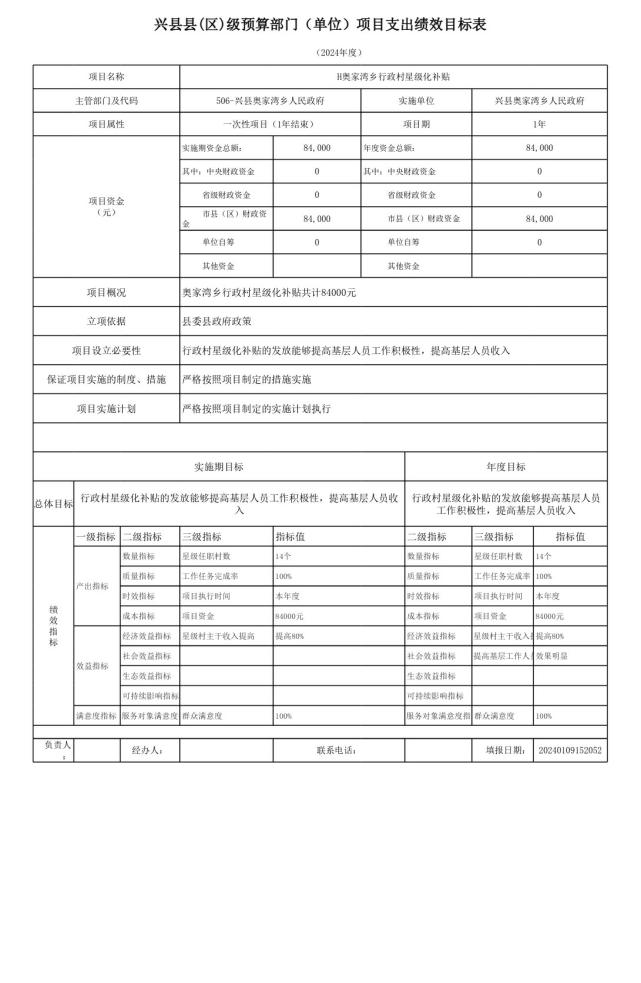 兴县县(区)级预算部门（单位）项目支出绩效目标表
（2024年度）
项目名称 H奥家湾乡行政村星级化补贴
主管部门及代码 506-兴县奥家湾乡人民政府 实施单位 兴县奥家湾乡人民政府
项目属性 一次性项目（1年结束） 项目期 1年
项目资金
（元）
实施期资金总额: 84,000 年度资金总额: 84,000
其中: 中央财政资金 0 其中: 中央财政资金 0
省级财政资金 0 省级财政资金 0
市县（区）财政资金 84,000 市县（区）财政资金 84,000
单位自筹 0 单位自筹 0
其他资金 其他资金
项目概况 奥家湾乡行政村星级化补贴共计84000元
立项依据 县委县政府政策
项目设立必要性 行政村星级化补贴的发放能够提高基层人员工作积极性，提高基层人员收入
保证项目实施的制度、措施 严格按照项目制定的措施实施
项目实施计划 严格按照项目制定的实施计划执行
实施期目标 年度目标
总体目标 行政村星级化补贴的发放能够提高基层人员工作积极性，提高基层人员收入 行政村星级化补贴的发放能够提高基层人员工作积极性，提高基层人员收入
绩效指标
一级指标 二级指标 三级指标 指标值 二级指标 三级指标 指标值
产出指标
数量指标 星级任职村数 14个 数量指标 星级任职村数 14个
质量指标 工作任务完成率 100% 质量指标 工作任务完成率 100%
时效指标 项目执行时间 本年度 时效指标 项目执行时间 本年度
成本指标 项目资金 84000元 成本指标 项目资金 84000元
效益指标
经济效益指标 星级村主干收入提高 提高80% 经济效益指标 星级村主干收入 提高80%
社会效益指标 社会效益指标 提高基层工作人 效果明显
生态效益指标 生态效益指标
可持续影响指标 可持续影响指标
满意度指标 服务对象满意度 群众满意度 100% 服务对象满意度指 群众满意度 100%
负责人： 经办人: 联系电话: 填报日期: 20240109152052